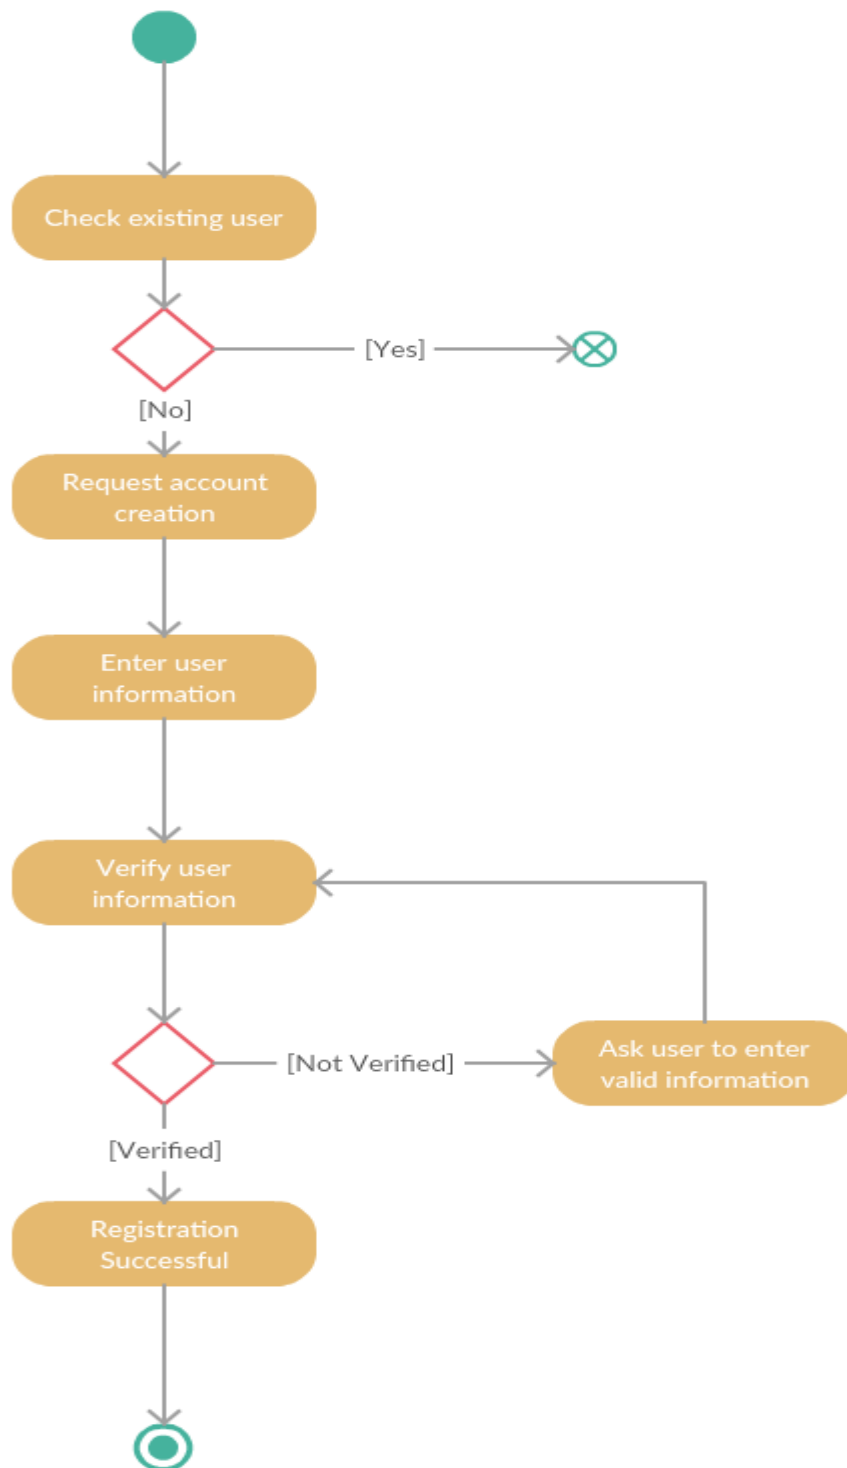 Check existing user
[Yes]
[No]
Request account
creation
Enter user
information
Verify user
information
[Not Verified]
Ask user to enter
valid information
[Verified]
Registration
Successful